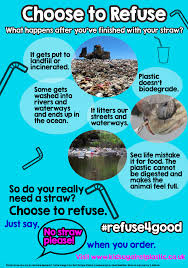 Choose to Refuse
What happens after you've finished with your straw?
It gets put to
landfill or
incinerated.
Plastic
doesn't
biodegrade.
Some gets
washed into
rivers and
waterways
and ends up
in the ocean.
It litters our
streets and
waterways.
Sea life mistake
it for food. The
plastic cannot
be digested and
makes the
animal feel full.
So do you really
need a straw?
Choose to refuse.
Just say,
No straw
please!
#refuse4good
when you order.
Visit